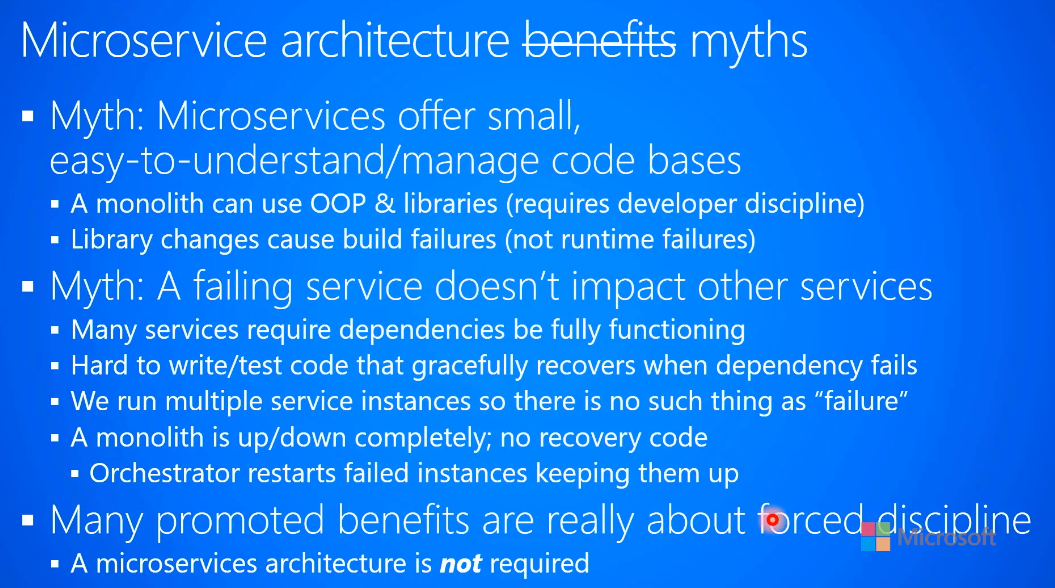 Microservice architecture benefits myths
▪ Myth: Microservices offer small,
easy-to-understand/manage code bases
▪ A monolith can use OOP & libraries (requires developer discipline)
▪ Library changes cause build failures (not runtime failures)
▪ Myth: A failing service doesn't impact other services
▪ Many services require dependencies be fully functioning
▪ Hard to write/test code that gracefully recovers when dependency fails
▪ We run multiple service instances so there is no such thing as “failure”
▪ A monolith is up/down completely; no recovery code
▪ Orchestrator restarts failed instances keeping them up
▪ Many promoted benefits are really about forced discipline
Microsoft
▪ A microservices architecture is not required